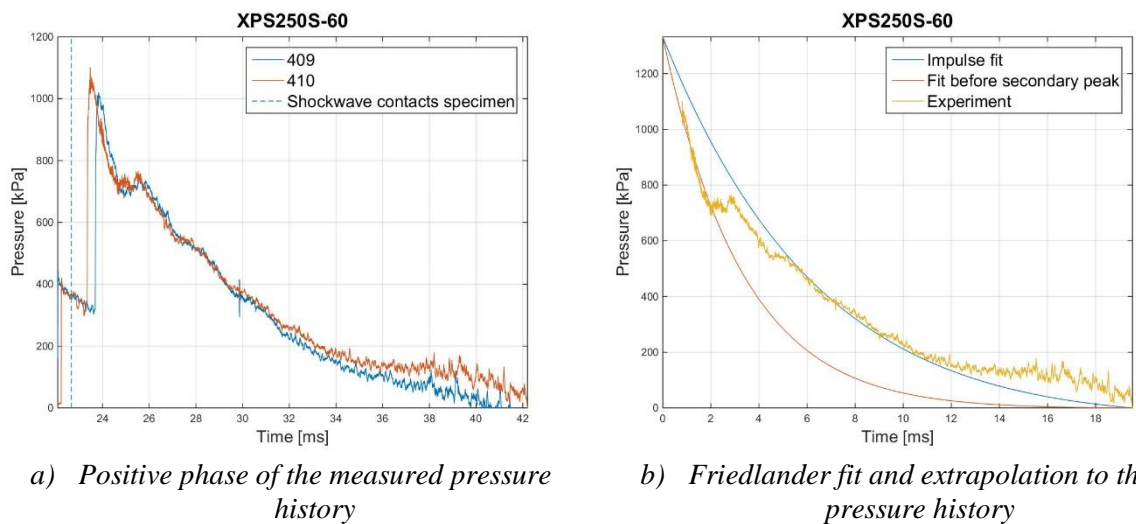 XPS250S-60
1200
1000
800
600
400
200
0
Pressure [kPa]
409
410
Shockwave contacts specimen
24 26 28 30 32 34 36 38 40 42
Time [ms]
a) Positive phase of the measured pressure
history
XPS250S-60
1200
1000
800
600
400
200
0
Pressure [kPa]
Impulse fit
Fit before secondary peak
Experiment
0 2 4 6 8 10 12 14 16 18
Time [ms]
b) Friedlander fit and extrapolation to th
pressure history